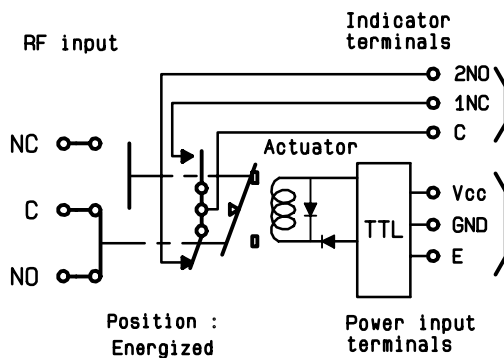 Indicator
terminals
RF input
2NO
1NC
C
Actuator
NC
C
NO
TTL
Vcc
GND
E
Position :
Energized
Power input
terminals